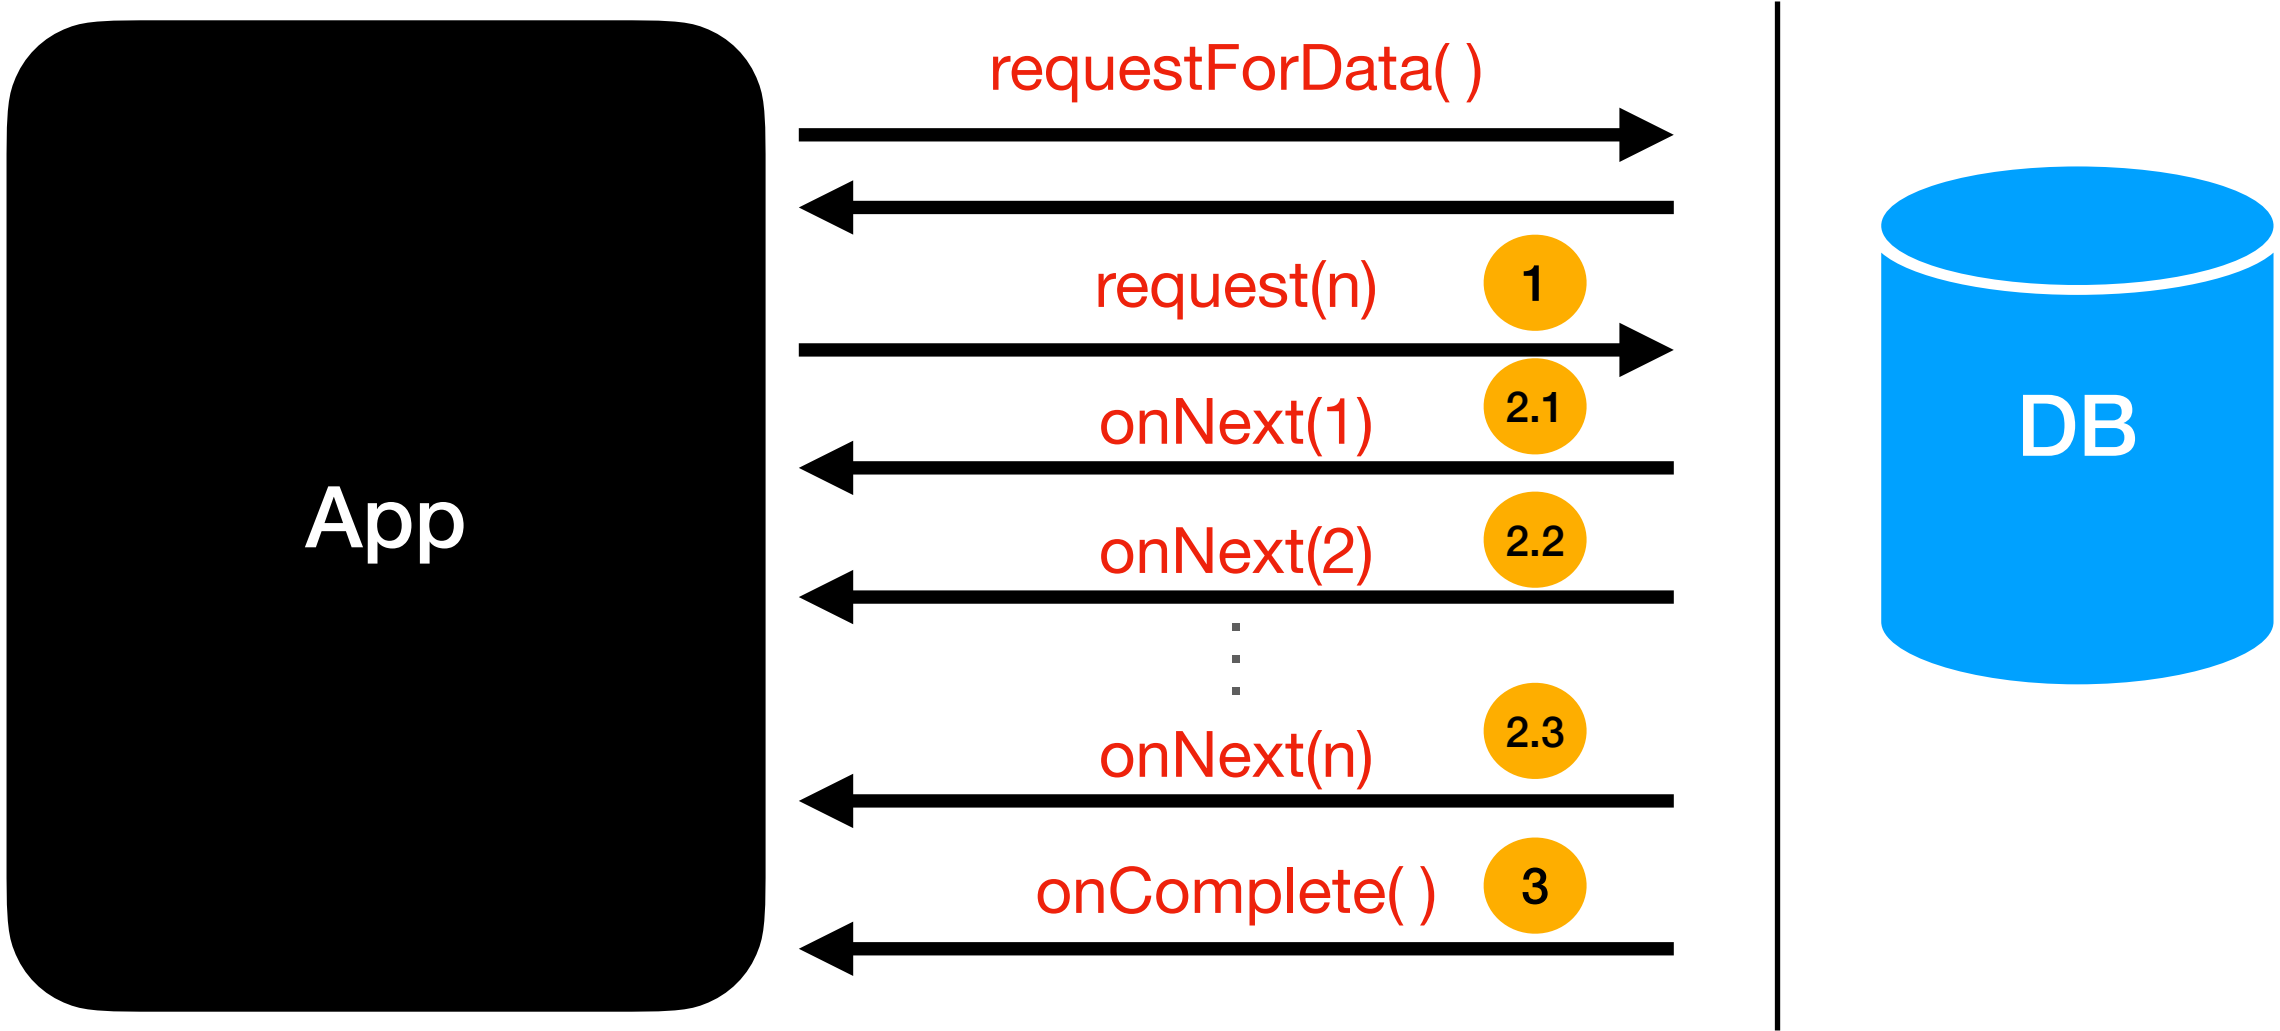 requestForData( )
request(n)
1
onNext(1)
2.1
onNext(2)
2.2
onNext(n)
2.3
onComplete( )
3
App
DB